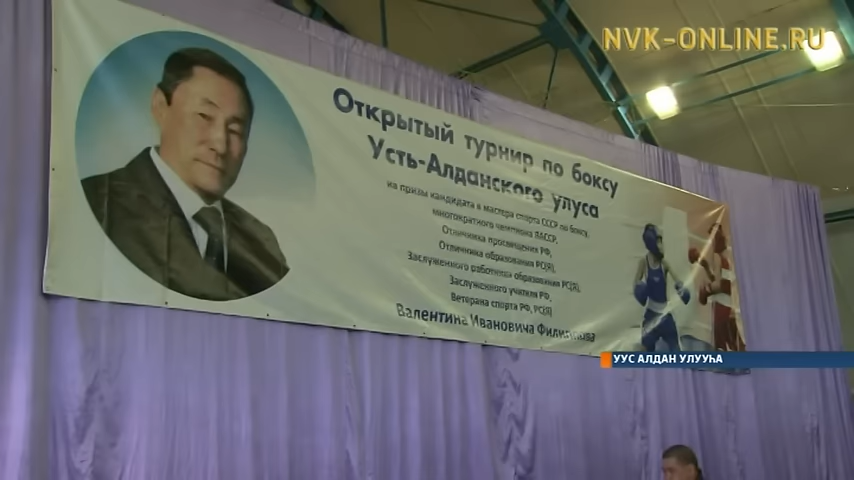 NVK-ONLINE.RU
Открытый турнир по боксу
Усть-Алданского улуса
на призы кандидата в мастера спорта СССР по боксу,
многократного чемпиона ЯАССР,
Отличника просвещения РФ,
Отличника образования РС(Я),
Заслуженного работника образования РС(Я),
Заслуженного учителя РФ,
Ветерана спорта РФ, РС(Я)
Валентина Ивановича Филиппова
УУС АЛДАН УЛУУҺА